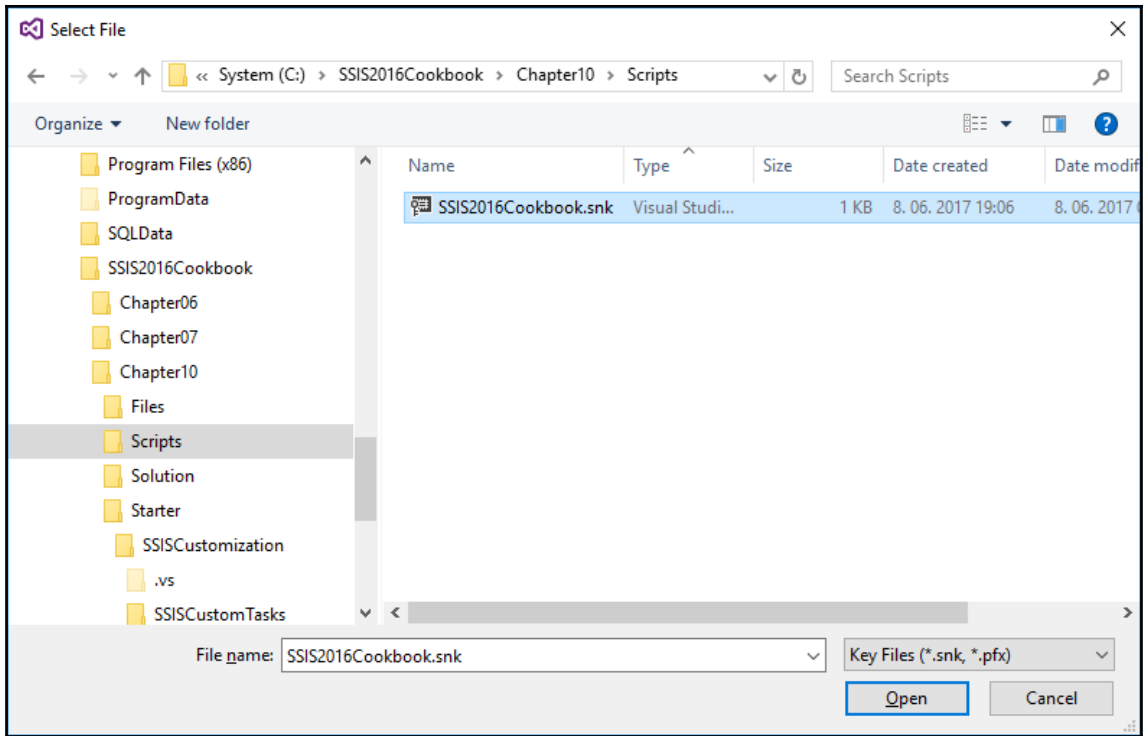 Select File
« System (C:) > SSIS2016Cookbook > Chapter10 > Scripts
Search Scripts
Organize
New folder
Program Files (x86)
ProgramData
SQLData
SSIS2016Cookbook
Chapter06
Chapter07
Chapter10
Files
Scripts
Solution
Starter
SSISCustomization
.vs
SSISCustomTasks
Name Type Size Date created Date modif
SSIS2016Cookbook.snk Visual Studi... 1 KB 8. 06. 2017 19:06 8. 06. 2017
File name: SSIS2016Cookbook.snk
Key Files (*.snk, *.pfx)
Open
Cancel